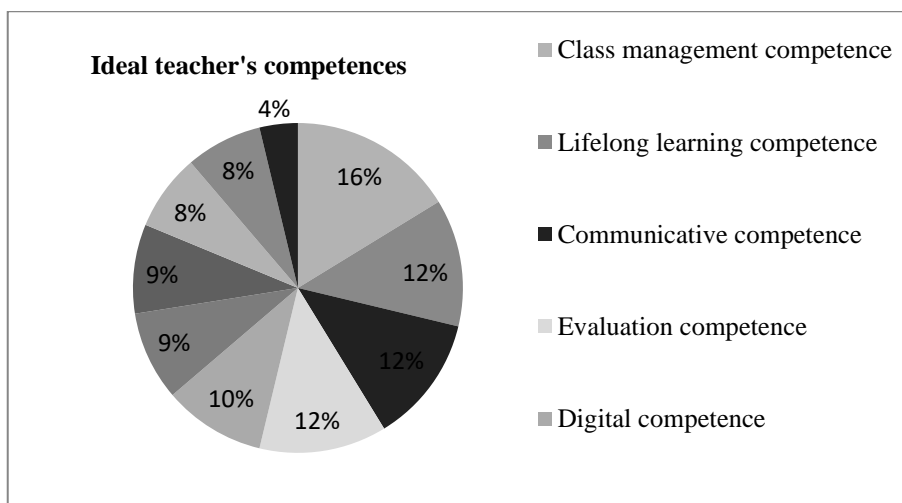 Ideal teacher's competences
4%
16%
12%
12%
12%
10%
9%
9%
8%
8%
Class management competence
Lifelong learning competence
Communicative competence
Evaluation competence
Digital competence